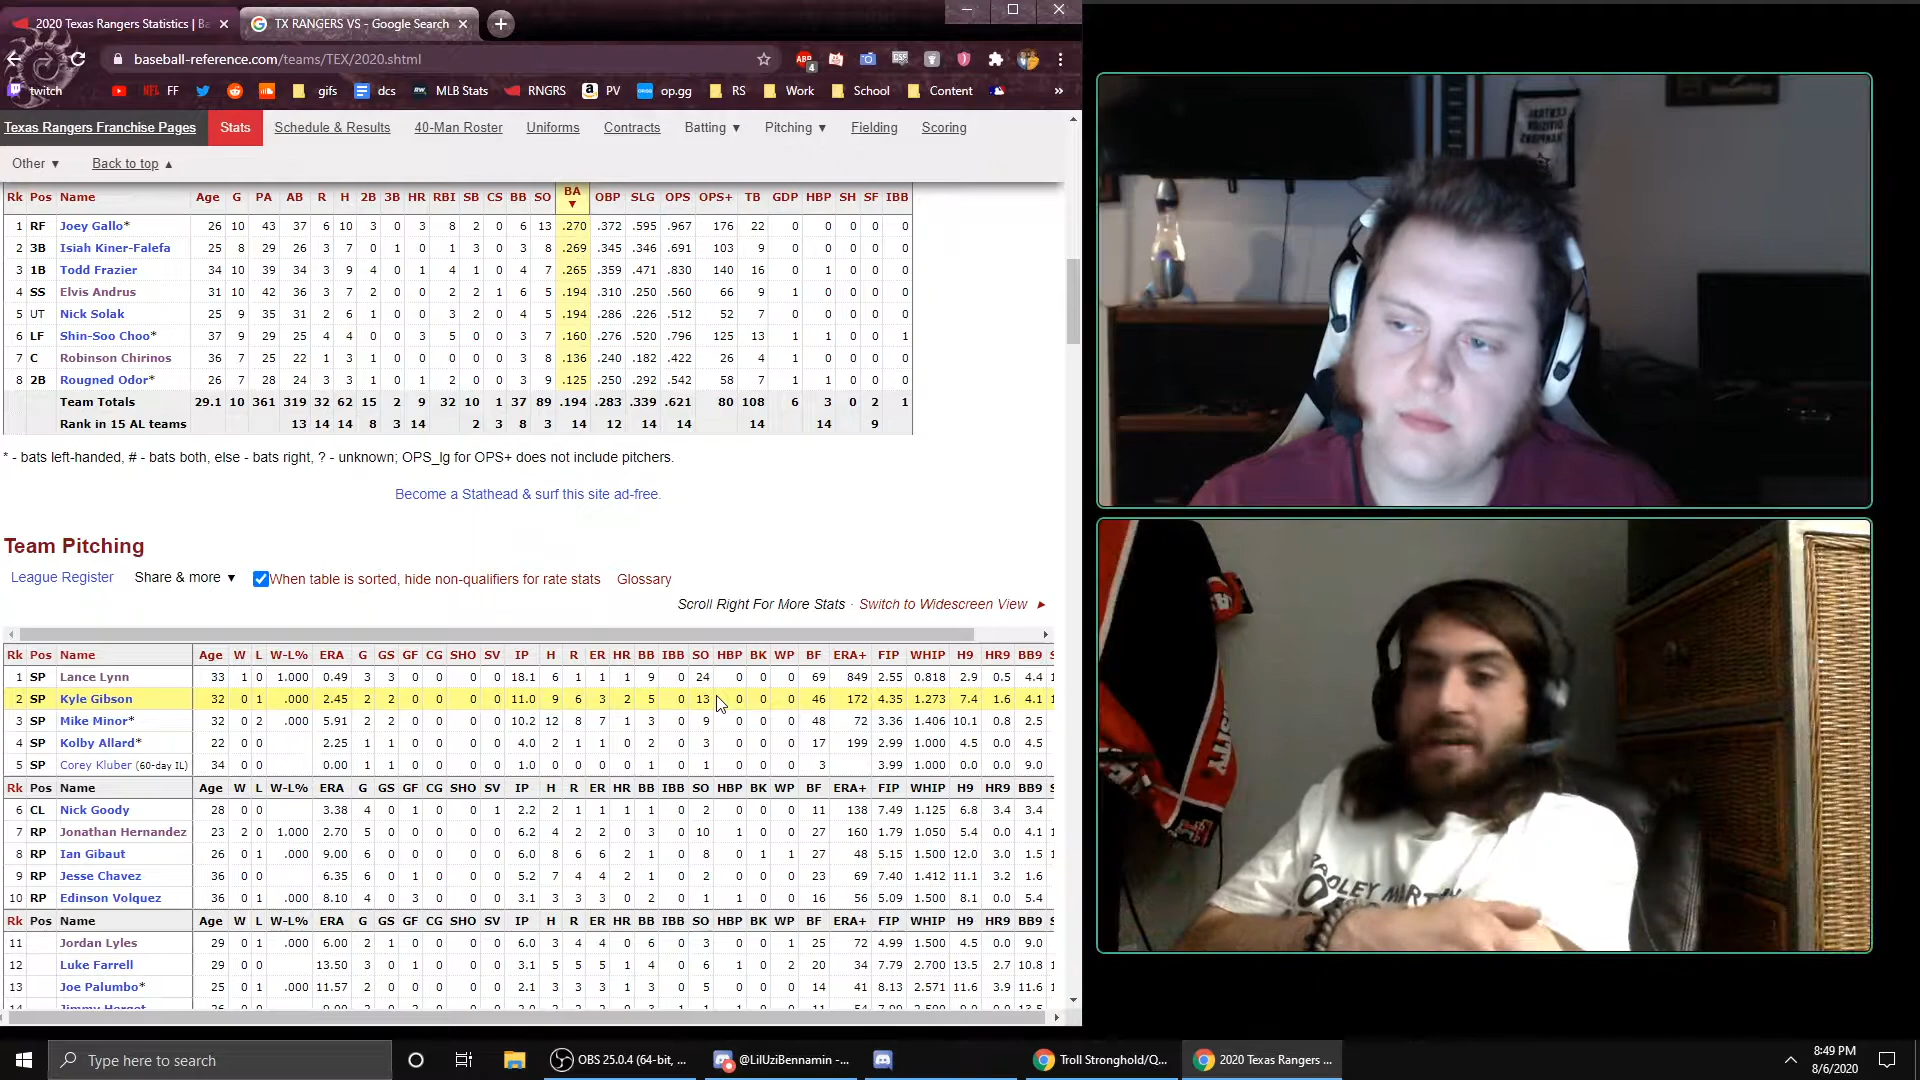 2020 Texas Rangers Statistics | B
TX RANGERS VS - Google Search
baseball-reference.com/teams/TEX/2020.shtml
twitch NFL FF gifs dcs MLB Stats RNGRS PV op.gg RS Work School Content »
Texas Rangers Franchise Pages Stats Schedule & Results 40-Man Roster Uniforms Contracts Batting ▼ Pitching ▼ Fielding Scoring
Other ▼ Back to top ▲
Rk Pos Name Age G PA AB R H 2B 3B HR RBI SB CS BB SO BA ▼ OBP SLG OPS OPS+ TB GDP HBP SH SF IBB
1 RF Joey Gallo* 26 10 43 37 6 10 3 0 3 8 2 0 6 13 .270 .372 .595 .967 176 22 0 0 0 0 0
2 3B Isiah Kiner-Falefa 25 8 29 26 3 7 0 1 0 1 3 0 3 8 .269 .345 .346 .691 103 9 0 0 0 0 0
3 1B Todd Frazier 34 10 39 34 3 9 4 0 1 4 1 0 4 7 .265 .359 .471 .830 140 16 0 1 0 0 0
4 SS Elvis Andrus 31 10 42 36 3 7 2 0 0 2 2 1 6 5 .194 .310 .250 .560 66 9 1 0 0 0 0
5 UT Nick Solak 25 9 35 31 2 6 1 0 0 3 2 0 4 5 .194 .286 .226 .512 52 7 0 0 0 0 0
6 LF Shin-Soo Choo* 37 9 29 25 4 4 0 0 3 5 0 0 3 7 .160 .276 .520 .796 125 13 1 1 0 0 1
7 C Robinson Chirinos 36 7 25 22 1 3 1 0 0 0 0 0 3 8 .136 .240 .182 .422 26 4 1 0 0 0 0
8 2B Rougned Odor* 26 7 28 24 3 3 1 0 1 2 0 0 3 9 .125 .250 .292 .542 58 7 1 1 0 0 0
Team Totals 29.1 10 361 319 32 62 15 2 9 32 10 1 37 89 .194 .283 .339 .621 80 108 6 3 0 2 1
Rank in 15 AL teams 13 14 14 8 3 14 2 3 8 3 14 12 14 14 14 14 9
* - bats left-handed, # - bats both, else - bats right, ? - unknown; OPS_lg for OPS+ does not include pitchers.
Become a Stathead & surf this site ad-free.
Team Pitching
League Register Share & more ▼ When table is sorted, hide non-qualifiers for rate stats Glossary
Scroll Right For More Stats · Switch to Widescreen View ►
Rk Pos Name Age W L W-L% ERA G GS GF CG SHO SV IP H R ER HR BB IBB SO HBP BK WP BF ERA+ FIP WHIP H9 HR9 BB9 S
1 SP Lance Lynn 33 1 0 1.000 0.49 3 3 0 0 0 0 18.1 6 1 1 1 9 0 24 0 0 0 69 849 2.55 0.818 2.9 0.5 4.4 1
2 SP Kyle Gibson 32 0 1 .000 2.45 2 2 0 0 0 0 11.0 9 6 3 2 5 0 13 0 0 0 46 172 4.35 1.273 7.4 1.6 4.1 1
3 SP Mike Minor* 32 0 2 .000 5.91 2 2 0 0 0 0 10.2 12 8 7 1 3 0 9 0 0 0 48 72 3.36 1.406 10.1 0.8 2.5
4 SP Kolby Allard* 22 0 0 2.25 1 1 0 0 0 0 4.0 2 1 1 0 2 0 3 0 0 0 17 199 2.99 1.000 4.5 0.0 4.5
5 SP Corey Kluber (60-day IL) 34 0 0 0.00 1 1 0 0 0 0 1.0 0 0 0 0 1 0 1 0 0 0 3 3.99 1.000 0.0 0.0 9.0
Rk Pos Name Age W L W-L% ERA G GS GF CG SHO SV IP H R ER HR BB IBB SO HBP BK WP BF ERA+ FIP WHIP H9 HR9 BB9 S
6 CL Nick Goody 28 0 0 3.38 4 0 1 0 0 1 2.2 2 1 1 1 1 0 2 0 0 0 11 138 7.49 1.125 6.8 3.4 3.4
7 RP Jonathan Hernandez 23 2 0 1.000 2.70 5 0 0 0 0 0 6.2 4 2 2 0 3 0 10 1 0 0 27 160 1.79 1.050 5.4 0.0 4.1 1
8 RP Ian Gibaut 26 0 1 .000 9.00 6 0 0 0 0 0 6.0 8 6 6 2 1 0 8 0 1 1 27 48 5.15 1.500 12.0 3.0 1.5 1
9 RP Jesse Chavez 36 0 0 6.35 4 0 1 0 0 0 5.2 7 4 4 2 1 0 2 0 0 0 23 69 7.40 1.412 11.1 3.2 1.6
10 RP Edinson Volquez 36 0 1 .000 8.10 4 0 3 0 0 0 3.1 3 3 3 0 2 0 1 1 0 0 16 56 5.09 1.500 8.1 0.0 5.4
Rk Pos Name Age W L W-L% ERA G GS GF CG SHO SV IP H R ER HR BB IBB SO HBP BK WP BF ERA+ FIP WHIP H9 HR9 BB9 S
11 Jordan Lyles 29 0 1 .000 6.00 2 1 0 0 0 0 6.0 3 4 4 0 6 0 3 0 0 1 25 72 4.99 1.500 4.5 0.0 9.0
12 Luke Farrell 29 0 0 13.50 3 0 1 0 0 0 3.1 5 5 5 1 4 0 6 1 0 2 20 34 7.79 2.700 13.5 2.7 10.8 1
13 Joe Palumbo* 25 0 1 .000 11.57 2 0 0 0 0 0 2.1 3 3 3 1 3 0 5 0 0 0 14 41 8.13 2.571 11.6 3.9 11.6 1
Type here to search
OBS 25.0.4 (64-bit, ...
@LilUziBennamin -...
Troll Stronghold/Q...
2020 Texas Rangers ...
8:49 PM
8/6/2020